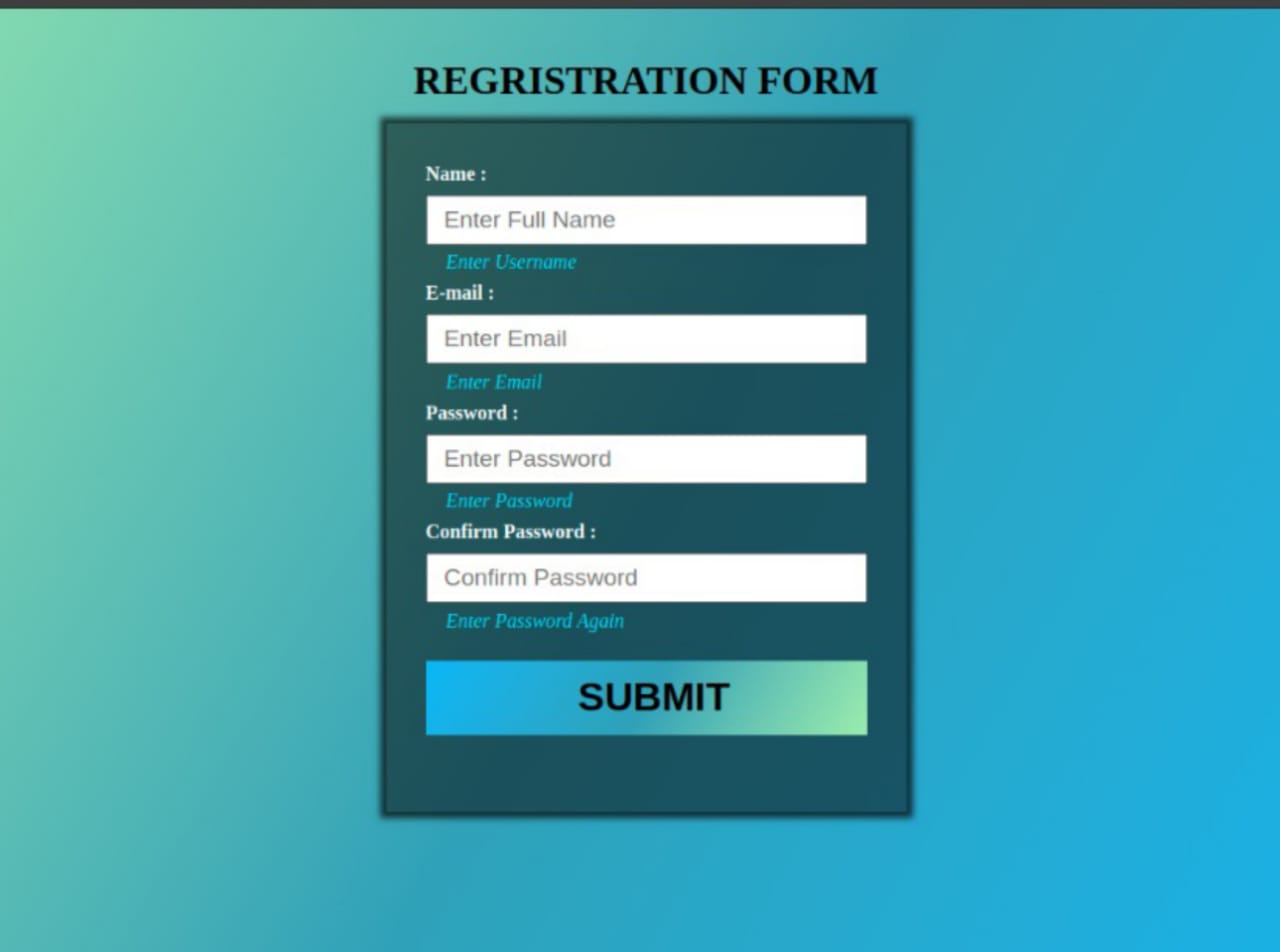 REGRISTRATION FORM
Name :
Enter Full Name
Enter Username
E-mail :
Enter Email
Enter Email
Password :
Enter Password
Enter Password
Confirm Password :
Confirm Password
Enter Password Again
SUBMIT